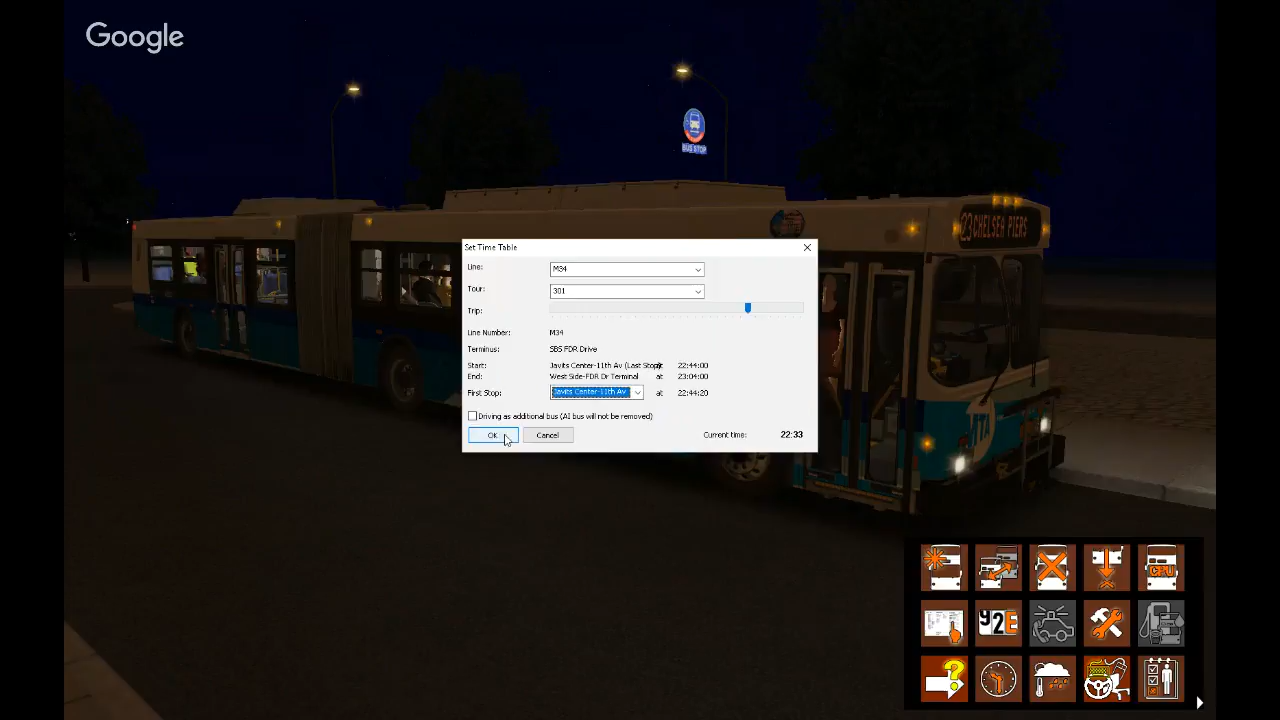 Google
BUS STOP
23 CHELSEA PIERS
Set Time Table
Line: M34
Tour: 301
Trip:
Line Number: M34
Terminus: SBS FDR Drive
Start: Javits Center-11th Av (Last Stop) at 22:44:00
End: West Side-FDR Dr Terminal at 23:04:00
First Stop: Javits Center-11th Av at 22:44:20
Driving as additional bus (AI bus will not be removed)
OK Cancel Current time: 22:33
CPU
92E
?